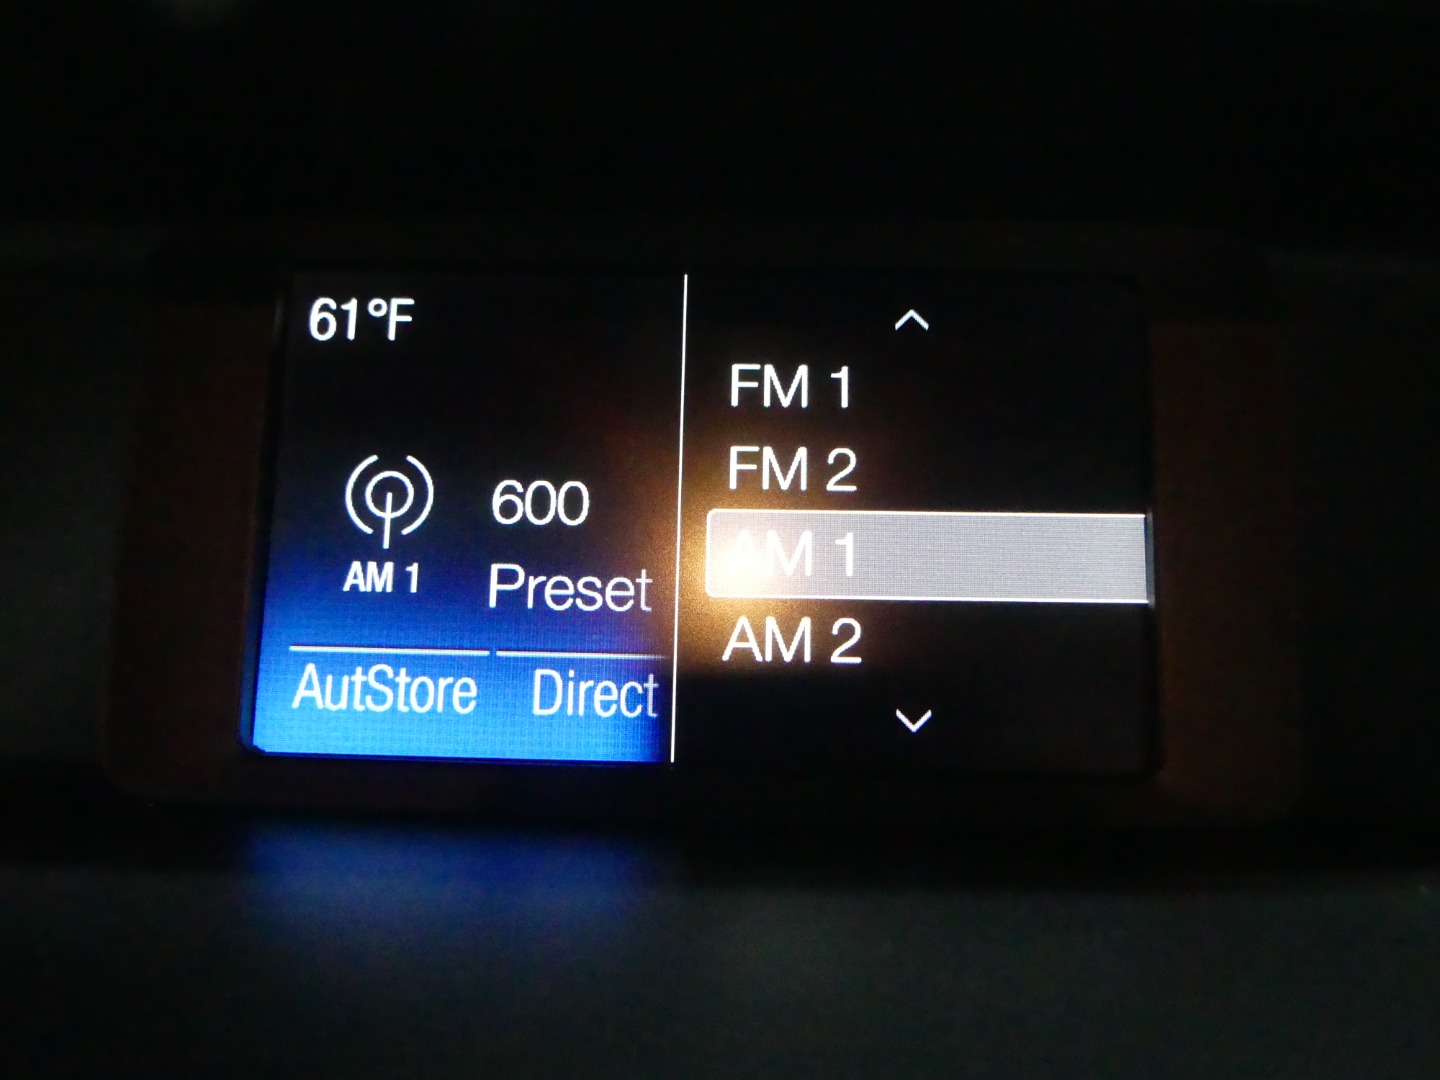 61°F
600
AM 1
Preset
AutStore
Direct
FM 1
FM 2
AM 1
AM 2